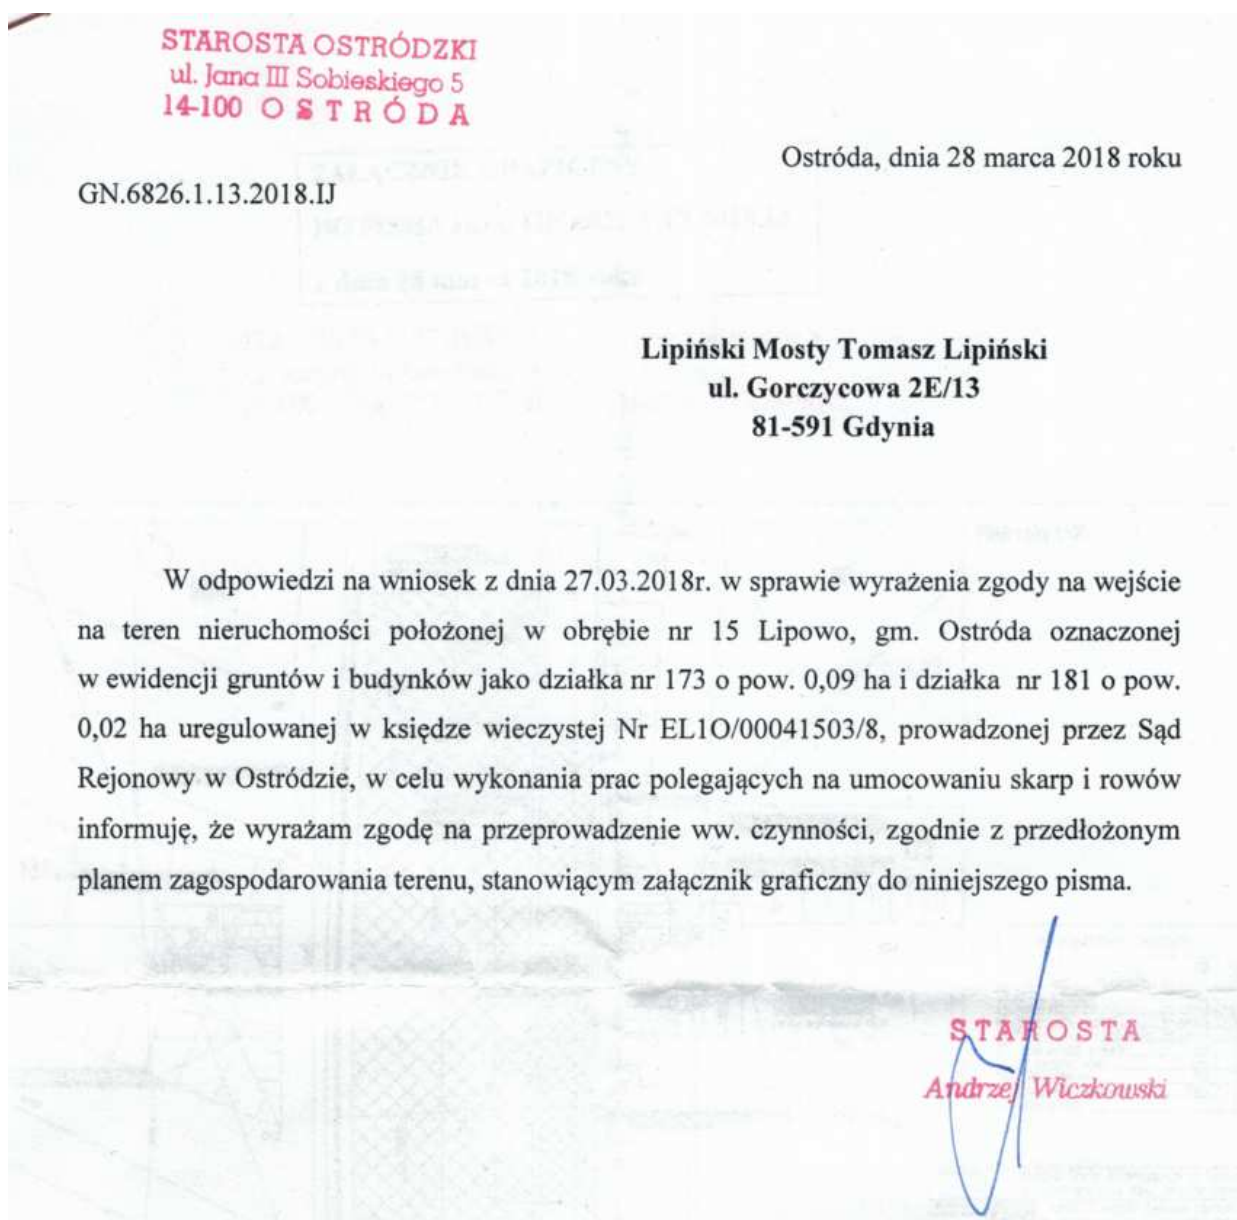 STAROSTA OSTRÓDZKI
ul. Jana III Sobieskiego 5
14-100 OSTRÓDA
Ostróda, dnia 28 marca 2018 roku
GN.6826.1.13.2018.IJ
Lipiński Mosty Tomasz Lipiński
ul. Gorczycowa 2E/13
81-591 Gdynia
W odpowiedzi na wniosek z dnia 27.03.2018r. w sprawie wyrażenia zgody na wejście
na teren nieruchomości położonej w obrębie nr 15 Lipowo, gm. Ostróda oznaczonej
w ewidencji gruntów i budynków jako działka nr 173 o pow. 0,09 ha i działka nr 181 o pow.
0,02 ha uregulowanej w księdze wieczystej Nr EL1O/00041503/8, prowadzonej przez Sąd
Rejonowy w Ostródzie, w celu wykonania prac polegających na umocowaniu skarp i rowów
informuję, że wyrażam zgodę na przeprowadzenie ww. czynności, zgodnie z przedłożonym
planem zagospodarowania terenu, stanowiącym załącznik graficzny do niniejszego pisma.
STAROSTA
Andrzej Wiczkowski